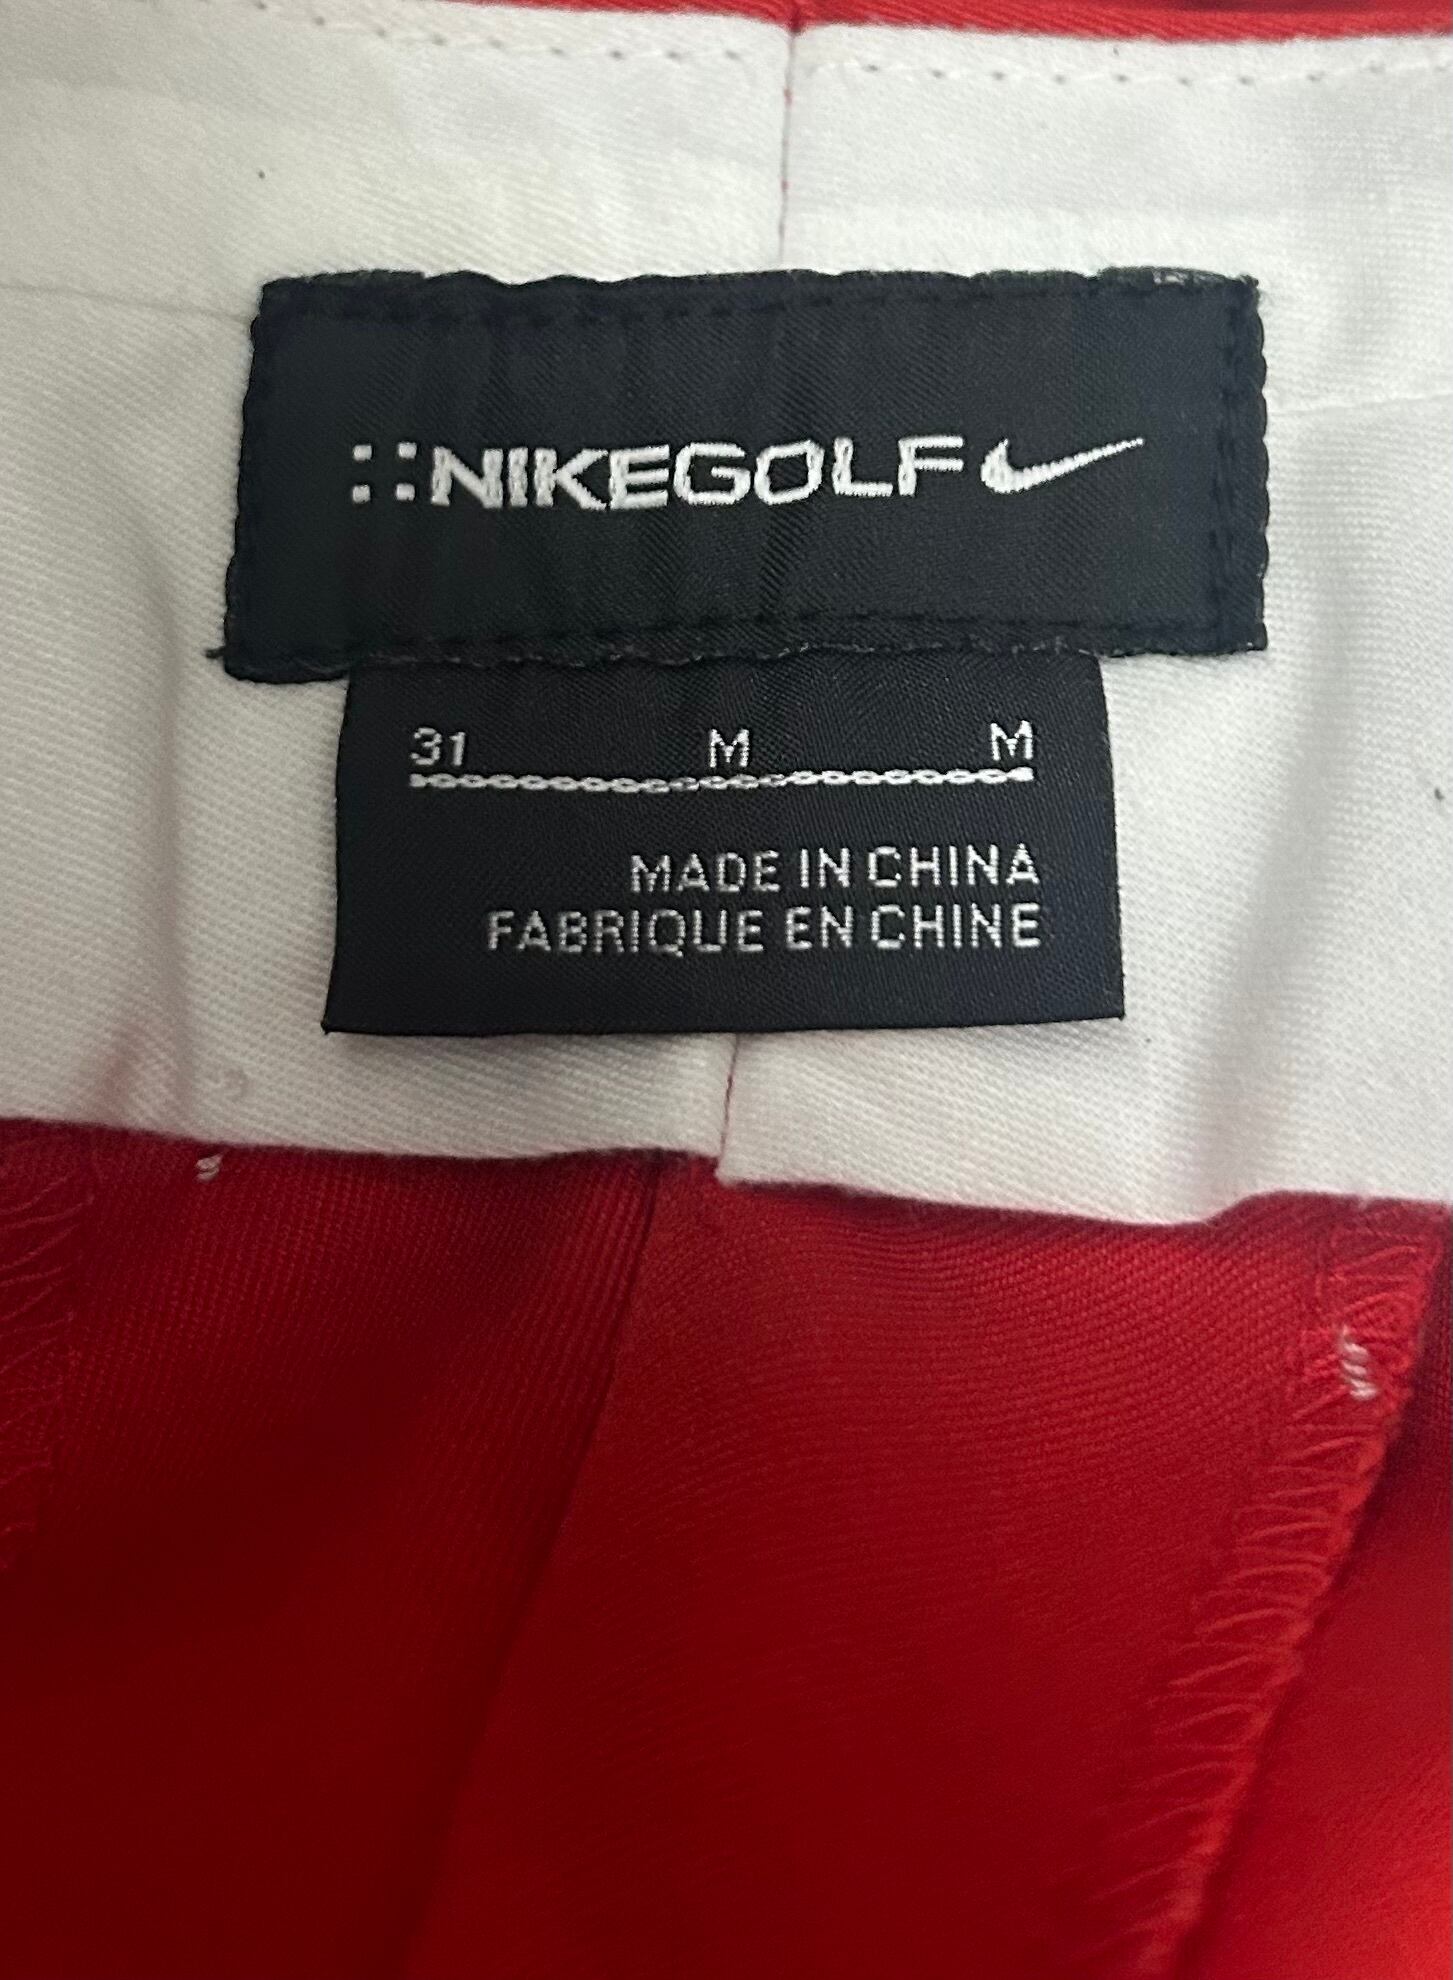 NIKEGOLF
31 M M
MADE IN CHINA
FABRIQUE EN CHINE